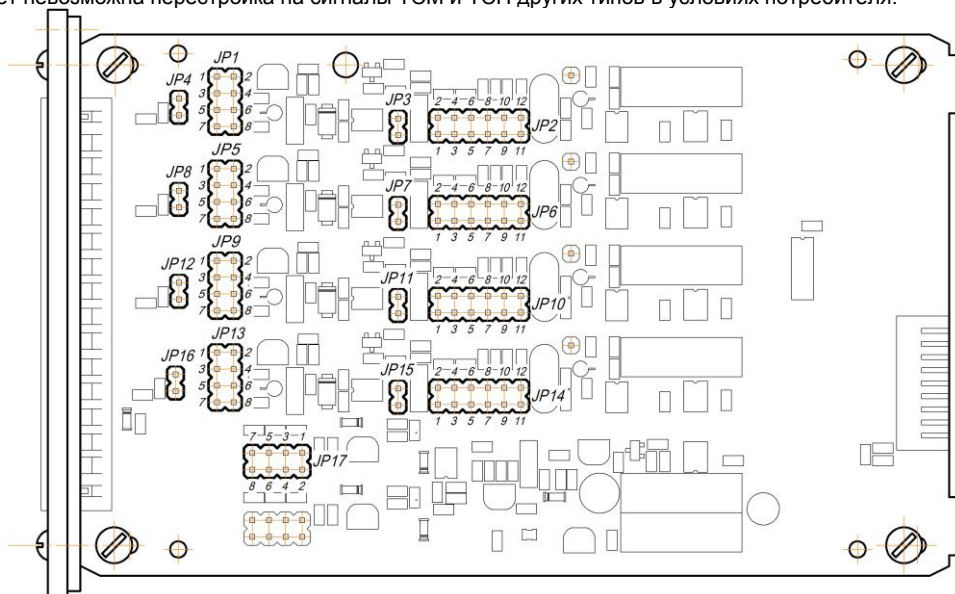 ет невозможна перестройка на сигналы ТСМ и ТСП других типов в условиях потребителя.
JP1
JP4
1 2
3 4
5 6
7 8
JP3
2 4 6 8 10 12
JP2
1 3 5 7 9 11
JP5
JP8
1 2
3 4
5 6
7 8
JP7
2 4 6 8 10 12
JP6
1 3 5 7 9 11
JP9
JP12
1 2
3 4
5 6
7 8
JP11
2 4 6 8 10 12
JP10
1 3 5 7 9 11
JP13
JP16
1 2
3 4
5 6
7 8
JP15
2 4 6 8 10 12
JP14
1 3 5 7 9 11
7 5 3 1
JP17
8 6 4 2